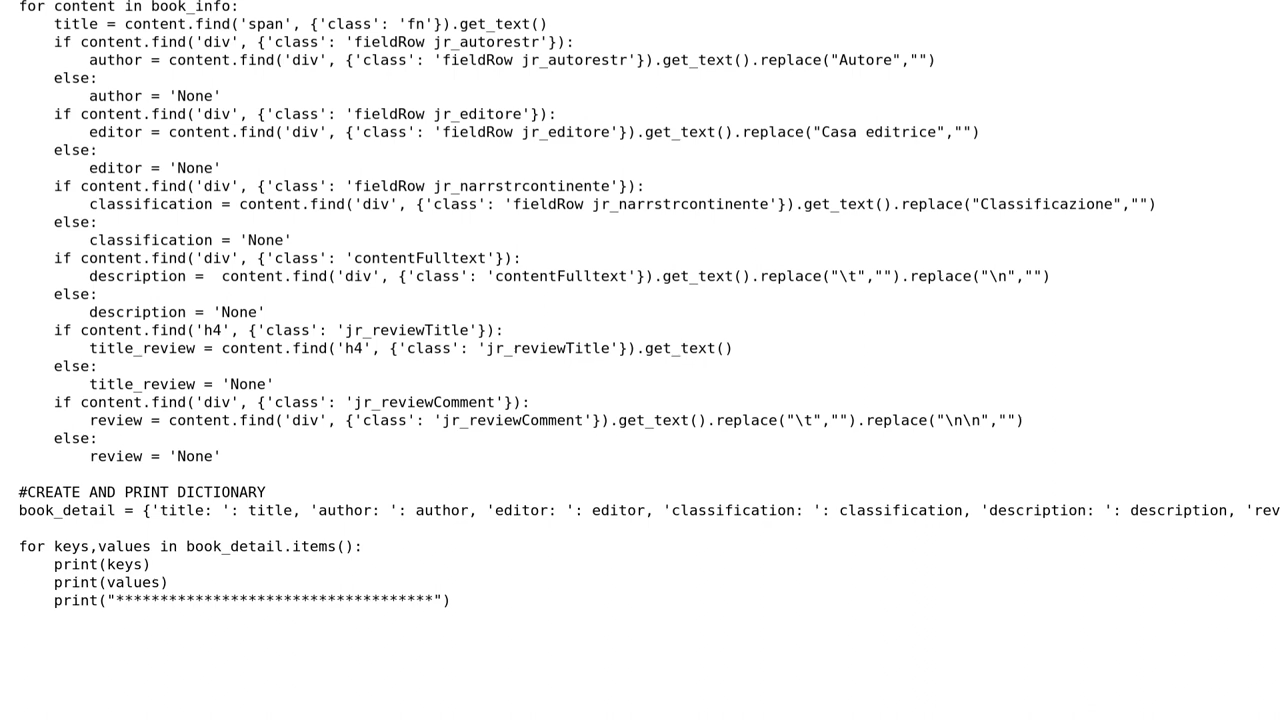 for content in book_info:
    title = content.find('span', {'class': 'fn'}).get_text()
    if content.find('div', {'class': 'fieldRow jr_autorestr'}):
        author = content.find('div', {'class': 'fieldRow jr_autorestr'}).get_text().replace("Autore","")
    else:
        author = 'None'
    if content.find('div', {'class': 'fieldRow jr_editore'}):
        editor = content.find('div', {'class': 'fieldRow jr_editore'}).get_text().replace("Casa editrice","")
    else:
        editor = 'None'
    if content.find('div', {'class': 'fieldRow jr_narrstrcontinente'}):
        classification = content.find('div', {'class': 'fieldRow jr_narrstrcontinente'}).get_text().replace("Classificazione","")
    else:
        classification = 'None'
    if content.find('div', {'class': 'contentFulltext'}):
        description =  content.find('div', {'class': 'contentFulltext'}).get_text().replace("\t","").replace("\n","")
    else:
        description = 'None'
    if content.find('h4', {'class': 'jr_reviewTitle'}):
        title_review = content.find('h4', {'class': 'jr_reviewTitle'}).get_text()
    else:
        title_review = 'None'
    if content.find('div', {'class': 'jr_reviewComment'}):
        review = content.find('div', {'class': 'jr_reviewComment'}).get_text().replace("\t","").replace("\n\n","")
    else:
        review = 'None'

#CREATE AND PRINT DICTIONARY
book_detail = {'title: ': title, 'author: ': author, 'editor: ': editor, 'classification: ': classification, 'description: ': description, 'rev

for keys,values in book_detail.items():
    print(keys)
    print(values)
    print("************************************")